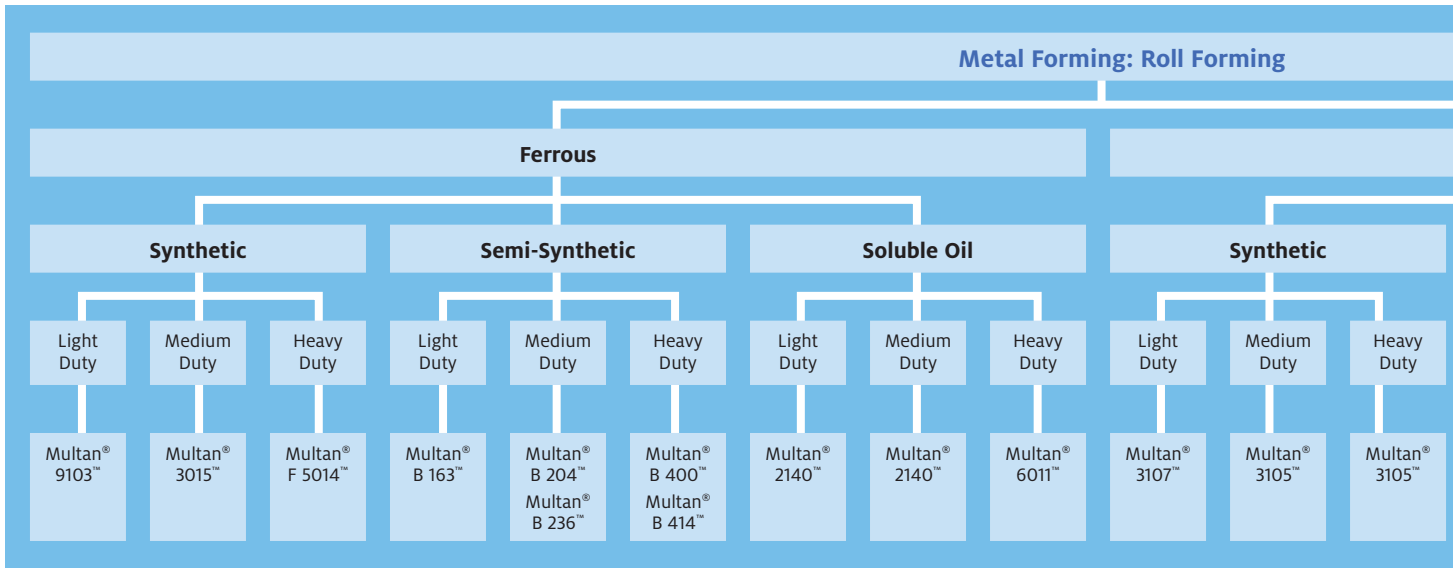 Metal Forming: Roll Forming
Ferrous
Synthetic
Semi-Synthetic
Soluble Oil
Synthetic
Light
Duty
Medium
Duty
Heavy
Duty
Light
Duty
Medium
Duty
Heavy
Duty
Light
Duty
Medium
Duty
Heavy
Duty
Light
Duty
Medium
Duty
Heavy
Duty
Multan®
9103™
Multan®
3015™
Multan®
F 5014™
Multan®
B 163™
Multan®
B 204™
Multan®
B 236™
Multan®
B 400™
Multan®
B 414™
Multan®
2140™
Multan®
2140™
Multan®
6011™
Multan®
3107™
Multan®
3105™
Multan®
3105™